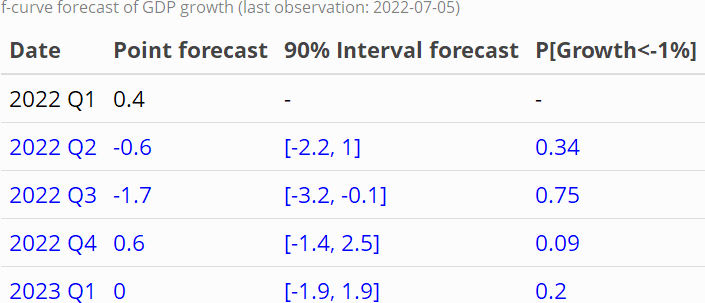 f-curve forecast of GDP growth (last observation: 2022-07-05)
Date Point forecast 90% Interval forecast P[Growth<-1%]
2022 Q1 0.4 - -
2022 Q2 -0.6 [-2.2, 1] 0.34
2022 Q3 -1.7 [-3.2, -0.1] 0.75
2022 Q4 0.6 [-1.4, 2.5] 0.09
2023 Q1 0 [-1.9, 1.9] 0.2